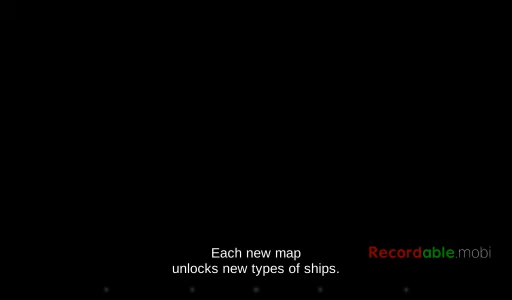 Each new map
Recordable.mobi
unlocks new types of ships.